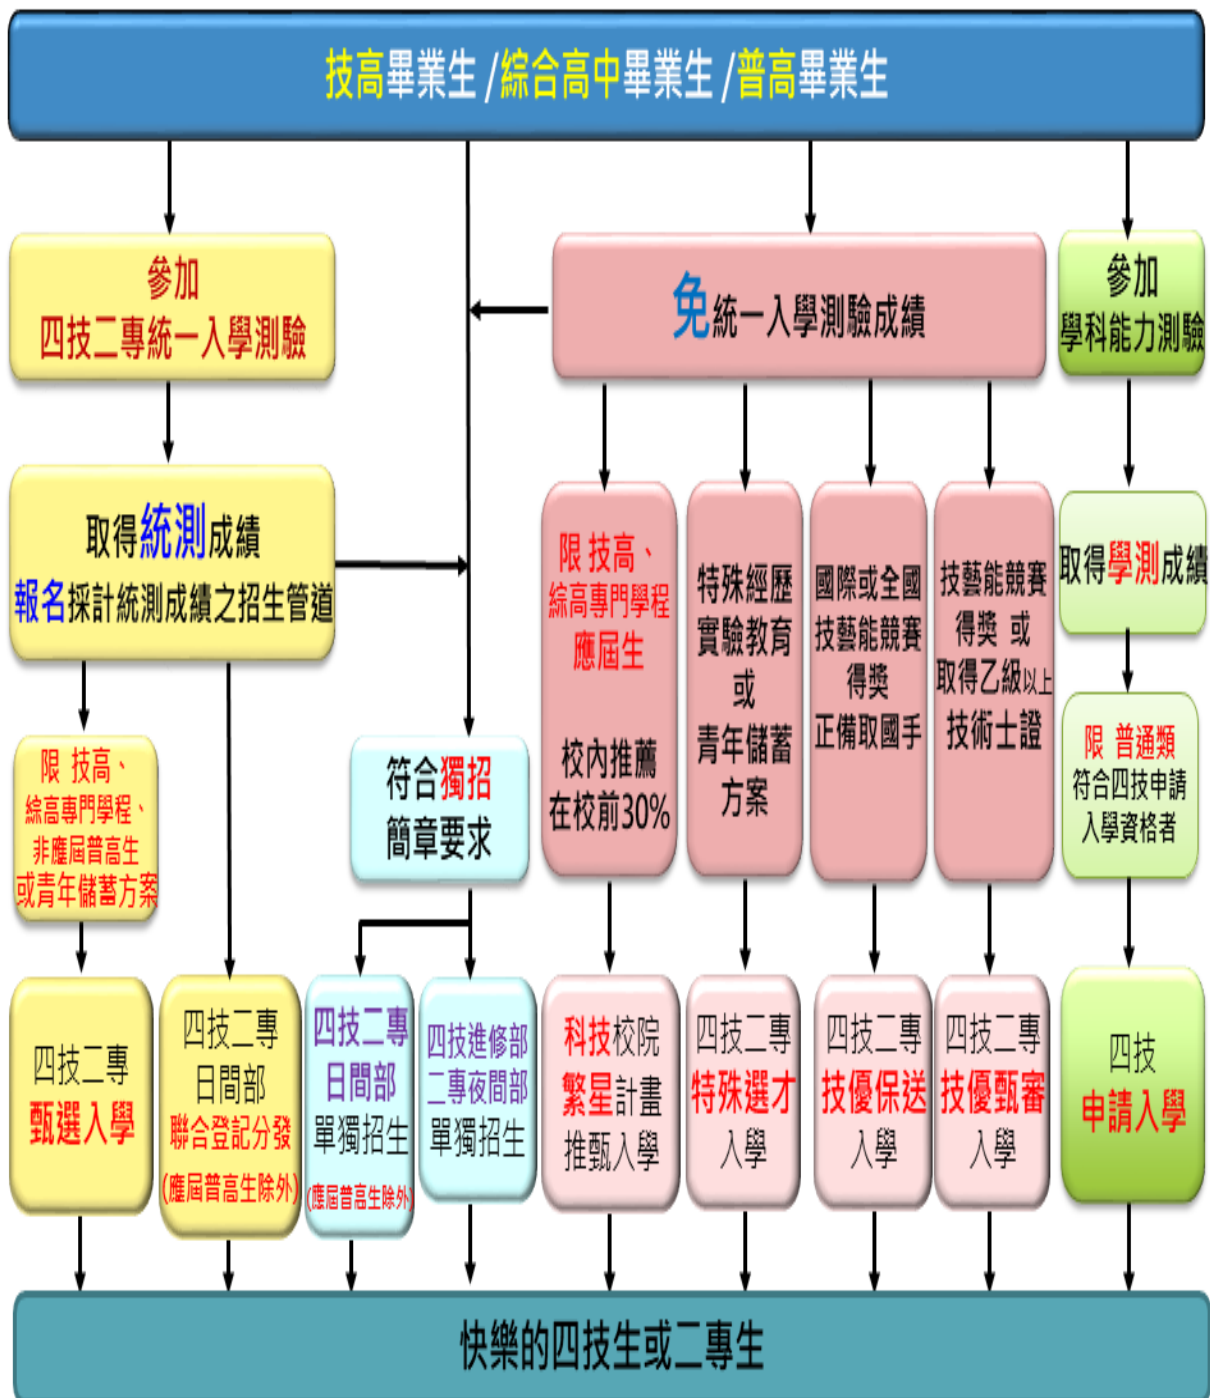 技高畢業生 /綜合高中畢業生 /普高畢業生
參加
四技二專統一入學測驗
免統一入學測驗成績
參加
學科能力測驗
取得統測成績
報名採計統測成績之招生管道
限 技高、
綜高專門學程、
非應屆普高生
或青年儲蓄方案
符合獨招
簡章要求
限 技高、
綜高專門學程
應屆生
校內推薦
在校前30%
特殊經歷
實驗教育
或
青年儲蓄
方案
國際或全國
技藝能競賽
得獎
正備取國手
技藝能競賽
得獎 或
取得乙級以上
技術士證
取得學測成績
限 普通類
符合四技申請
入學資格者
四技二專
甄選入學
四技二專
日間部
聯合登記分發
(應屆普高生除外)
四技二專
日間部
單獨招生
(應屆普高生除外)
四技進修部
二專夜間部
單獨招生
科技校院
繁星計畫
推甄入學
四技二專
特殊選才
入學
四技二專
技優保送
入學
四技二專
技優甄審
入學
四技
申請入學
快樂的四技生或二專生